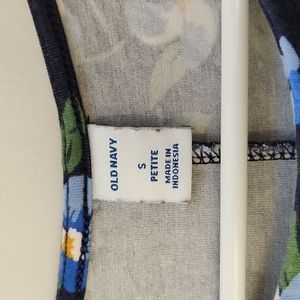 OLD NAVY
S
PETITE
MADE IN
INDONESIA